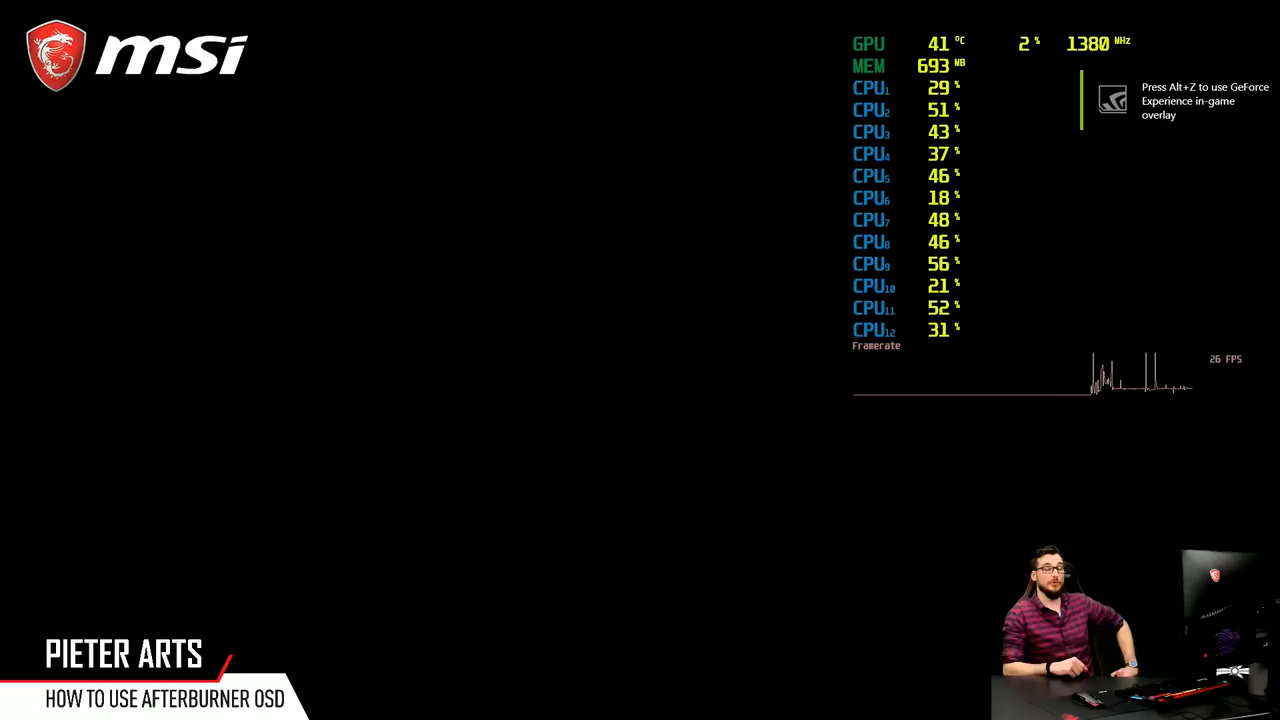 msi
GPU 41 °C 2 % 1380 MHz
MEM 693 MB
CPU1 29 %
CPU2 51 %
CPU3 43 %
CPU4 37 %
CPU5 46 %
CPU6 18 %
CPU7 48 %
CPU8 46 %
CPU9 56 %
CPU10 21 %
CPU11 52 %
CPU12 31 %
Framerate
26 FPS
Press Alt+Z to use GeForce
Experience in-game
overlay
PIETER ARTS
HOW TO USE AFTERBURNER OSD